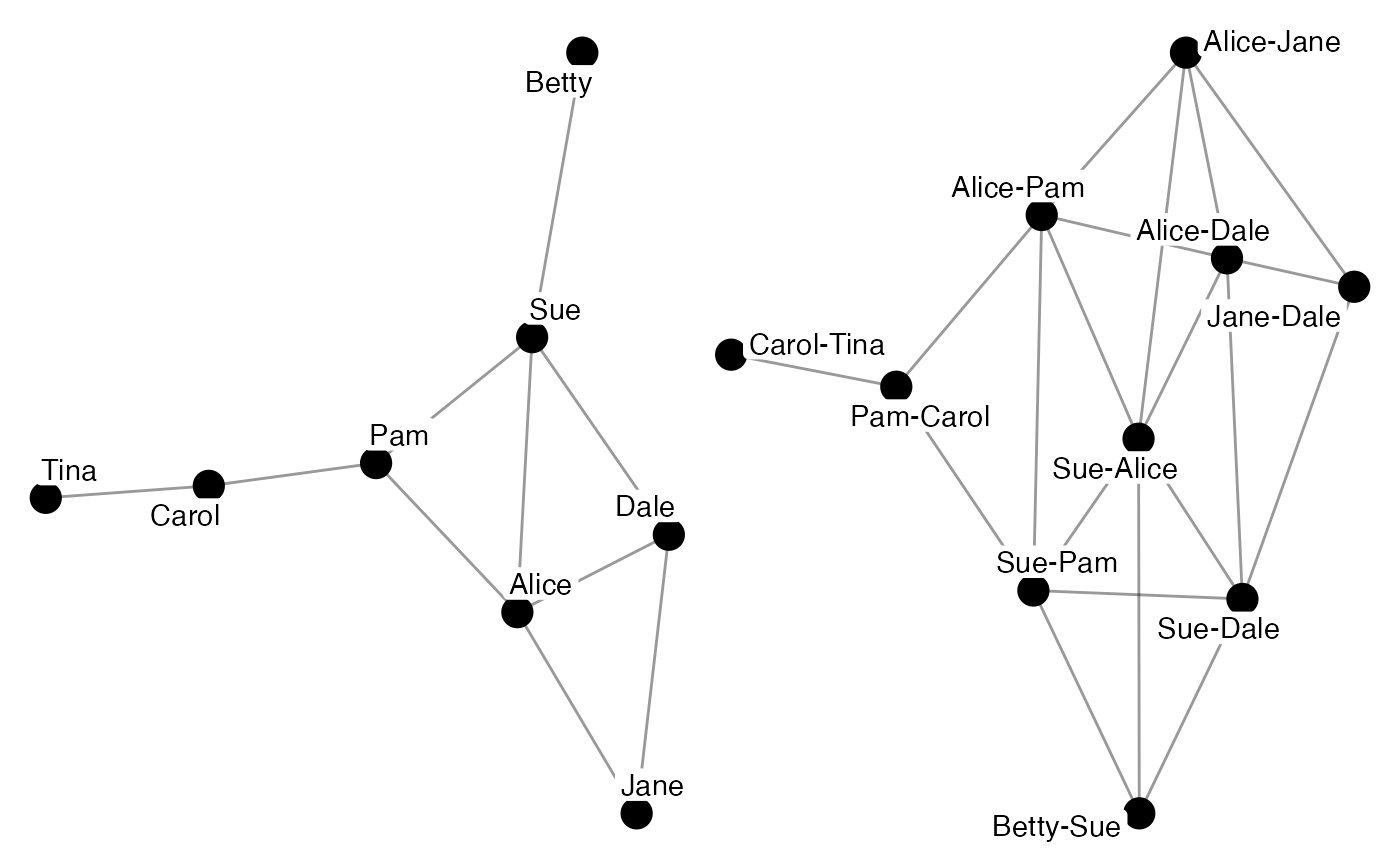 Betty
Sue
Pam
Tina
Carol
Dale
Alice
Jane
Alice-Jane
Alice-Pam
Alice-Dale
Jane-Dale
Carol-Tina
Pam-Carol
Sue-Alice
Sue-Pam
Sue-Dale
Betty-Sue